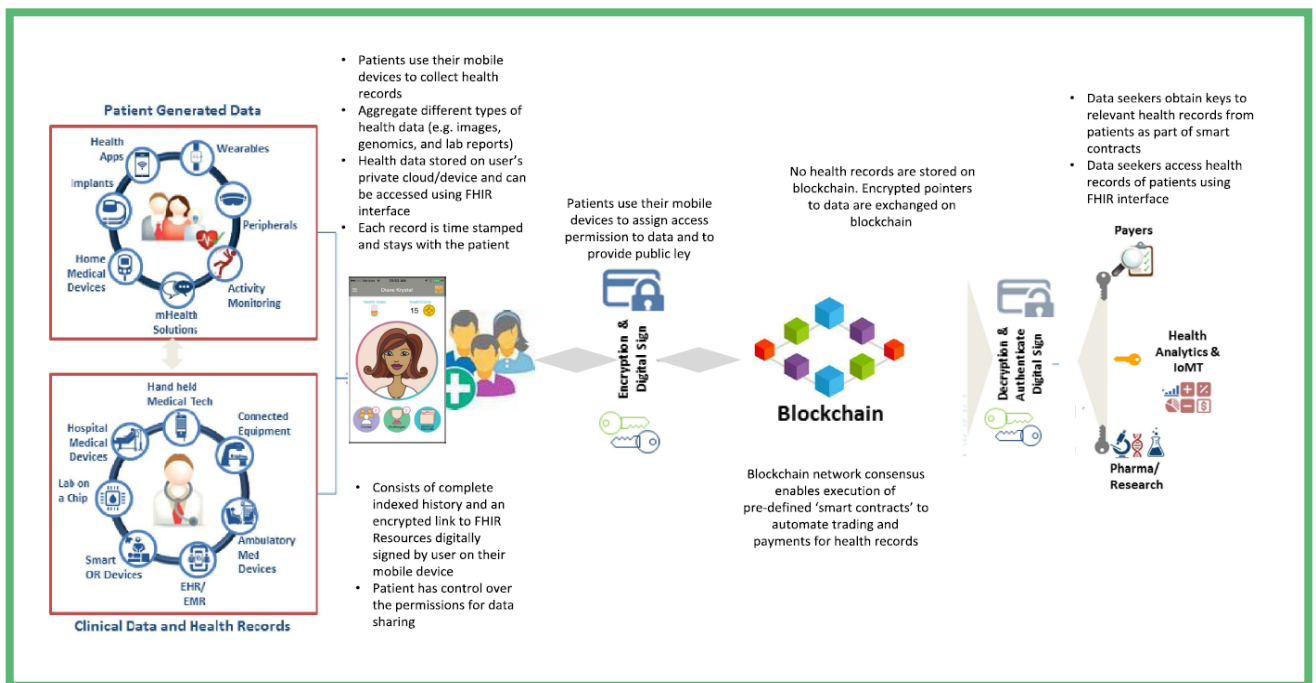 Patient Generated Data
Health
Apps
Wearables
Implants
Peripherals
Home
Medical
Devices
Activity
Monitoring
mHealth
Solutions
Hand held
Medical Tech
Connected
Equipment
Hospital
Medical
Devices
Lab on
a Chip
Ambulatory
Med
Devices
Smart
OR Devices
EHR/
EMR
Clinical Data and Health Records
• Patients use their mobile
devices to collect health
records
• Aggregate different types of
health data (e.g. images,
genomics, and lab reports)
• Health data stored on user's
private cloud/device and can
be accessed using FHIR
interface
• Each record is time stamped
and stays with the patient
Diane Krystal
15
• Consists of complete
indexed history and an
encrypted link to FHIR
Resources digitally
signed by user on their
mobile device
• Patient has control over
the permissions for data
sharing
Patients use their mobile
devices to assign access
permission to data and to
provide public ley
Encryption &
Digital Sign
No health records are stored on
blockchain. Encrypted pointers
to data are exchanged on
blockchain
Blockchain
Blockchain network consensus
enables execution of
pre-defined 'smart contracts' to
automate trading and
payments for health records
Decryption &
Authenticate
Digital Sign
• Data seekers obtain keys to
relevant health records from
patients as part of smart
contracts
• Data seekers access health
records of patients using
FHIR interface
Payers
Health
Analytics &
IoMT
Pharma/
Research